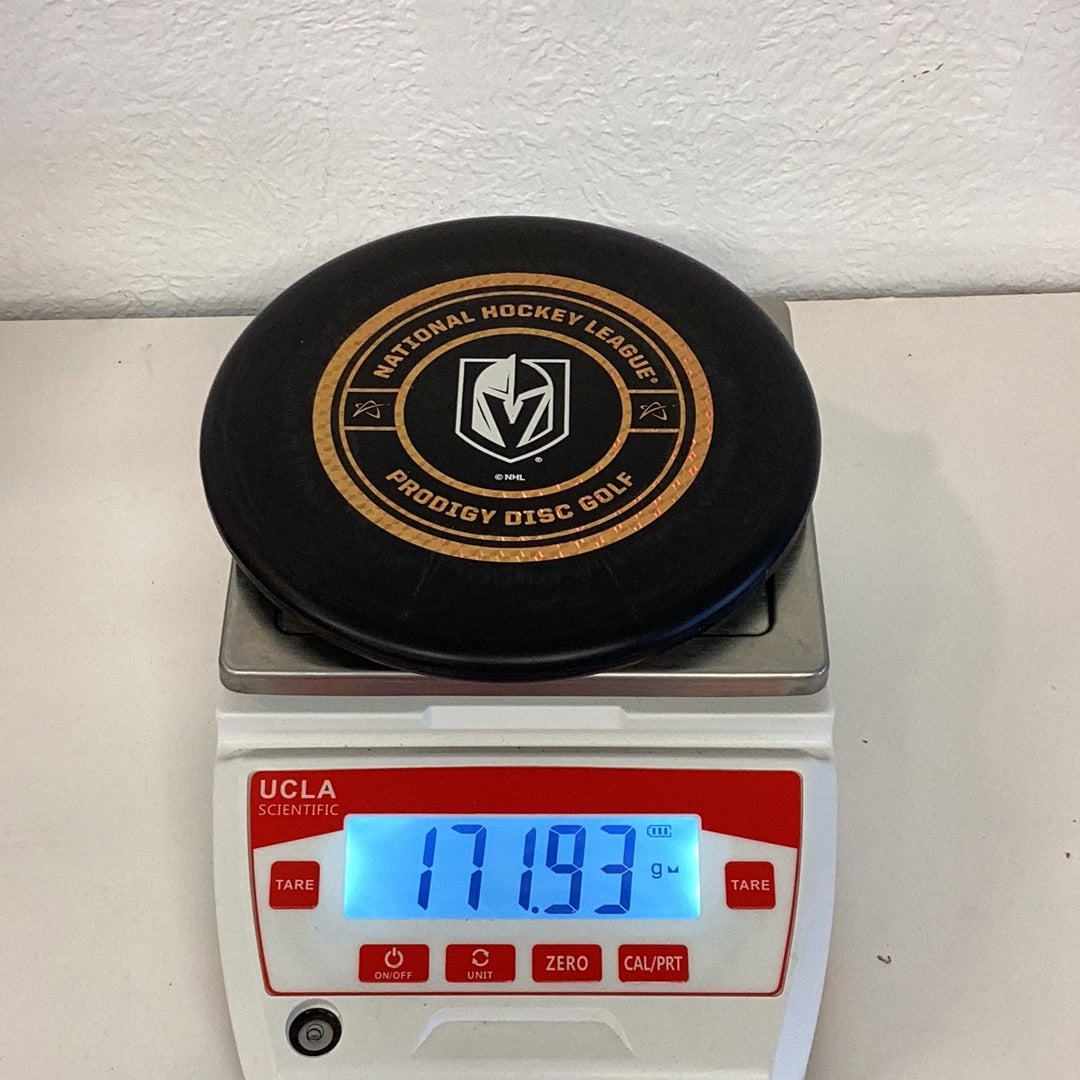 NATIONAL HOCKEY LEAGUE®
®
© NHL
PRODIGY DISC GOLF
UCLA
SCIENTIFIC
171.93
g
TARE
TARE
ON/OFF
UNIT
ZERO
CAL/PRT